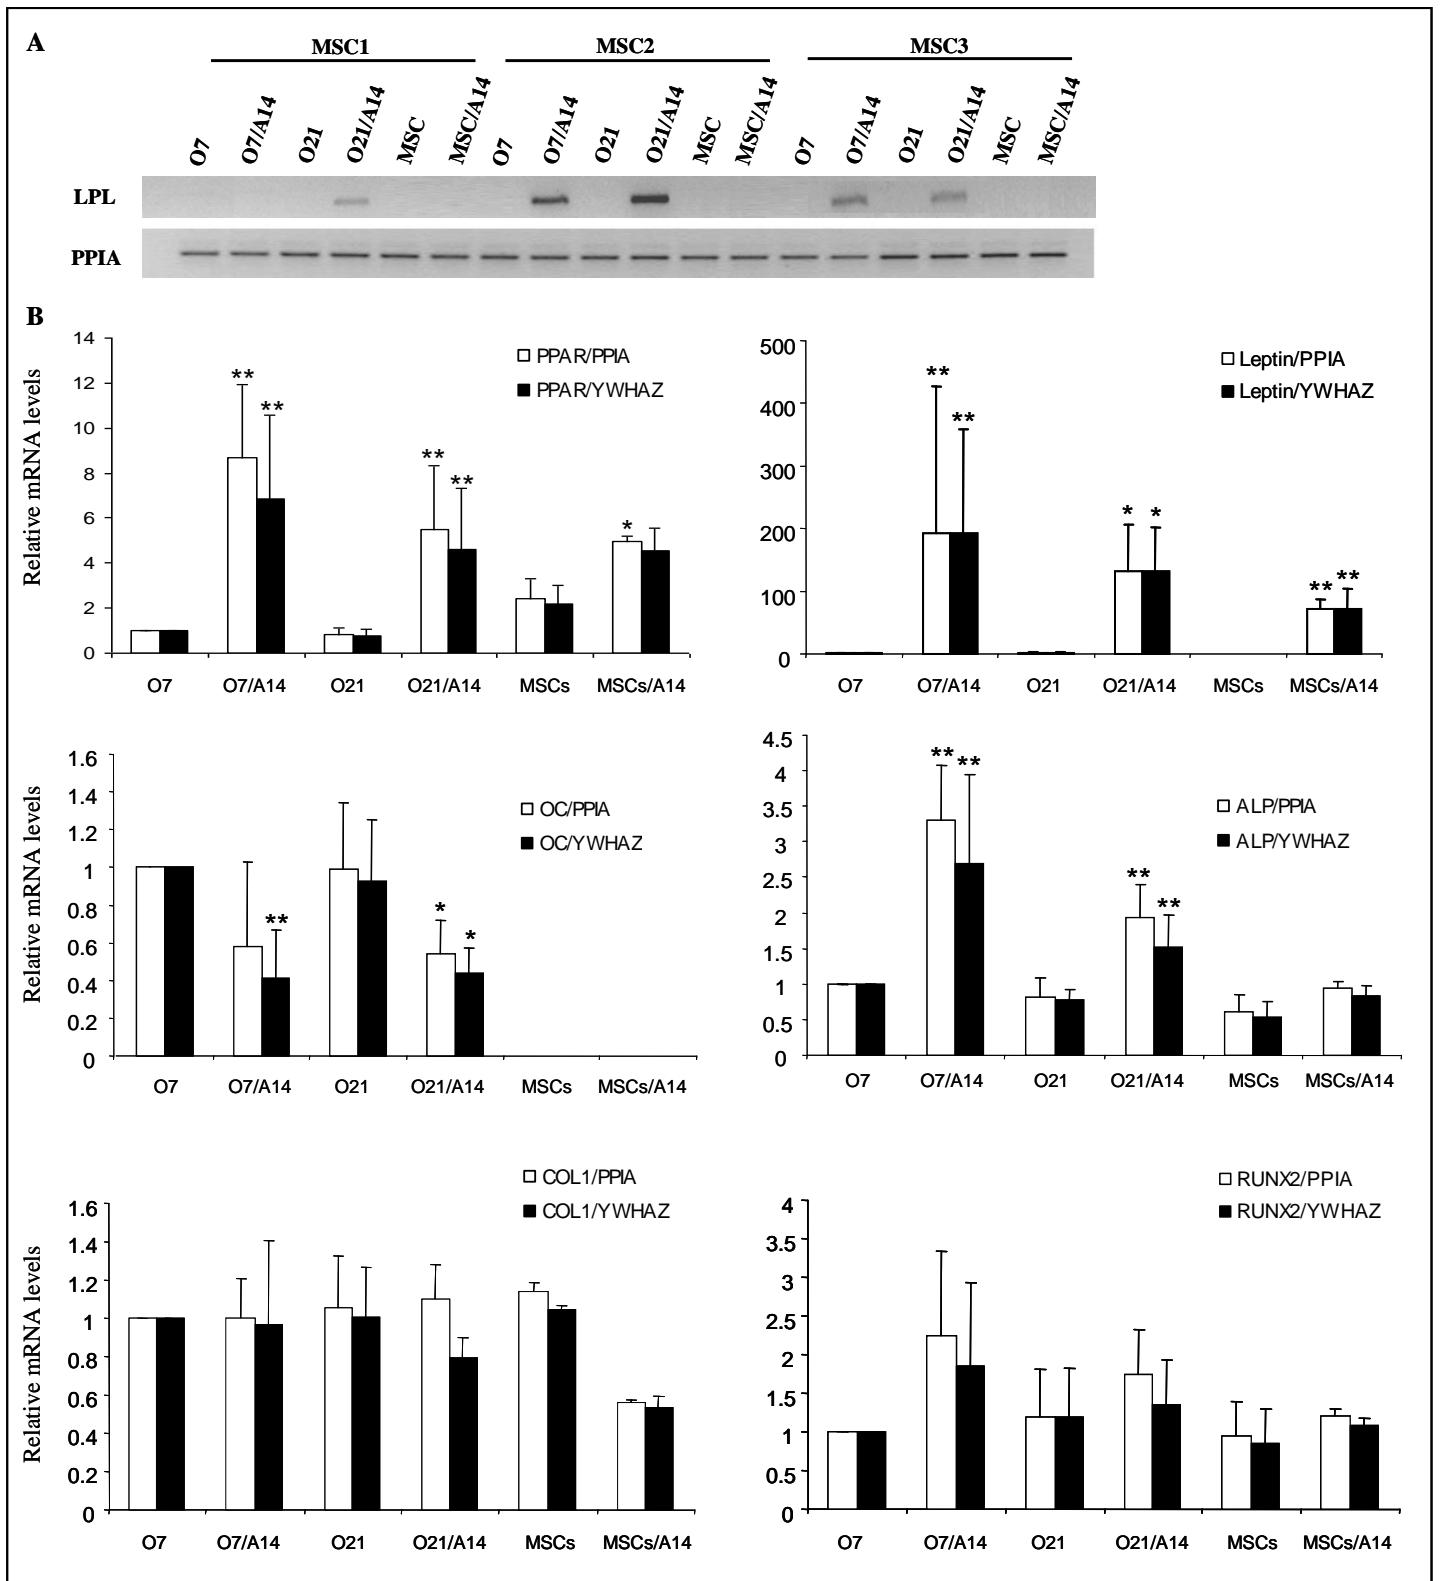 A
MSC1 MSC2 MSC3
O7 O7/A14 O21 O21/A14 MSC MSC/A14 O7 O7/A14 O21 O21/A14 MSC MSC/A14 O7 O7/A14 O21 O21/A14 MSC MSC/A14
LPL
PPIA
B
Relative mRNA levels
14
12
10
8
6
4
2
0
PPAR/PPIA
PPAR/YWHAZ
** ** ** ** *
O7 O7/A14 O21 O21/A14 MSCs MSCs/A14
500
400
300
200
100
0
Leptin/PPIA
Leptin/YWHAZ
** ** * * ** **
O7 O7/A14 O21 O21/A14 MSCs MSCs/A14
Relative mRNA levels
1.6
1.4
1.2
1
0.8
0.6
0.4
0.2
0
OC/PPIA
OC/YWHAZ
** * *
O7 O7/A14 O21 O21/A14 MSCs MSCs/A14
4.5
4
3.5
3
2.5
2
1.5
1
0.5
0
ALP/PPIA
ALP/YWHAZ
** ** ** **
O7 O7/A14 O21 O21/A14 MSCs MSCs/A14
Relative mRNA levels
1.6
1.4
1.2
1
0.8
0.6
0.4
0.2
0
COL1/PPIA
COL1/YWHAZ
O7 O7/A14 O21 O21/A14 MSCs MSCs/A14
4
3.5
3
2.5
2
1.5
1
0.5
0
RUNX2/PPIA
RUNX2/YWHAZ
O7 O7/A14 O21 O21/A14 MSCs MSCs/A14